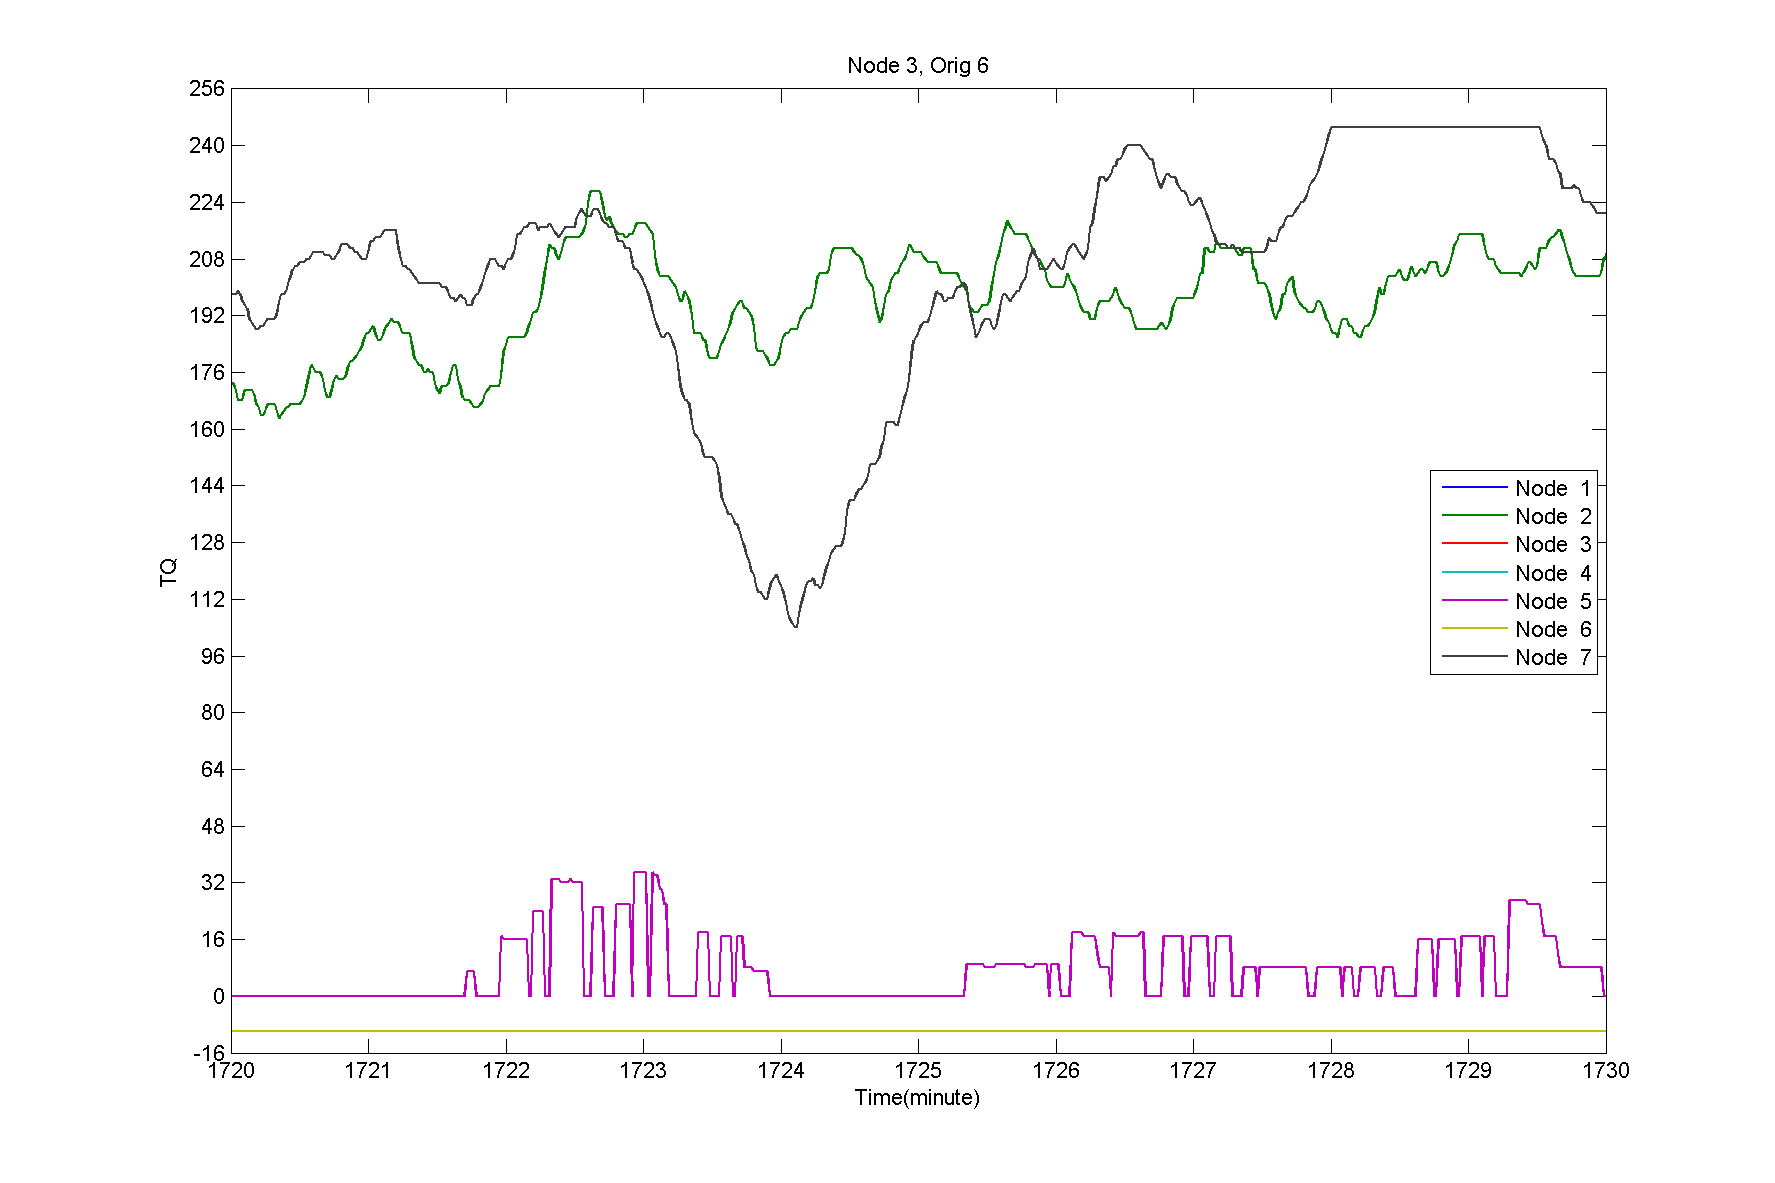 Node 3, Orig 6
256
240
224
208
192
176
160
144
128
112
96
80
64
48
32
16
0
-16
TQ
Node 1
Node 2
Node 3
Node 4
Node 5
Node 6
Node 7
1720 1721 1722 1723 1724 1725 1726 1727 1728 1729 1730
Time(minute)